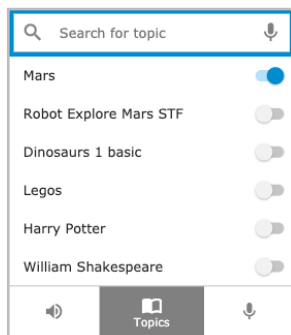 Search for topic
Mars
Robot Explore Mars STF
Dinosaurs 1 basic
Legos
Harry Potter
William Shakespeare
Topics